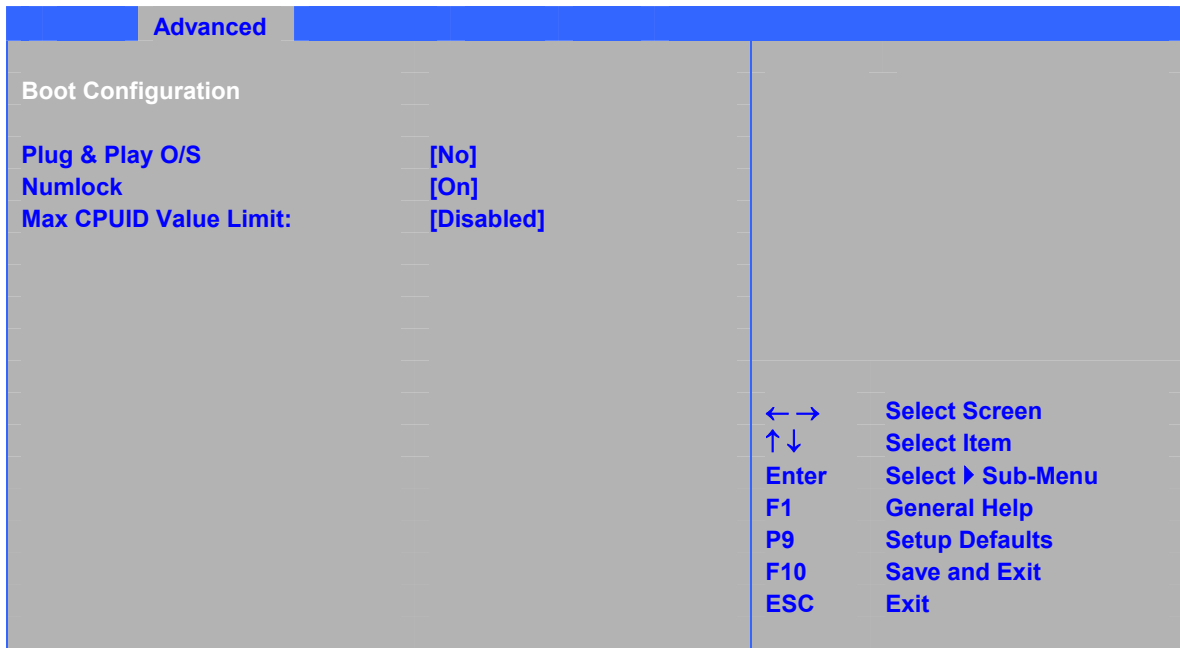 Advanced
Boot Configuration
Plug & Play O/S [No]
Numlock [On]
Max CPUID Value Limit: [Disabled]
←→ Select Screen
↑↓ Select Item
Enter Select ▶ Sub-Menu
F1 General Help
P9 Setup Defaults
F10 Save and Exit
ESC Exit